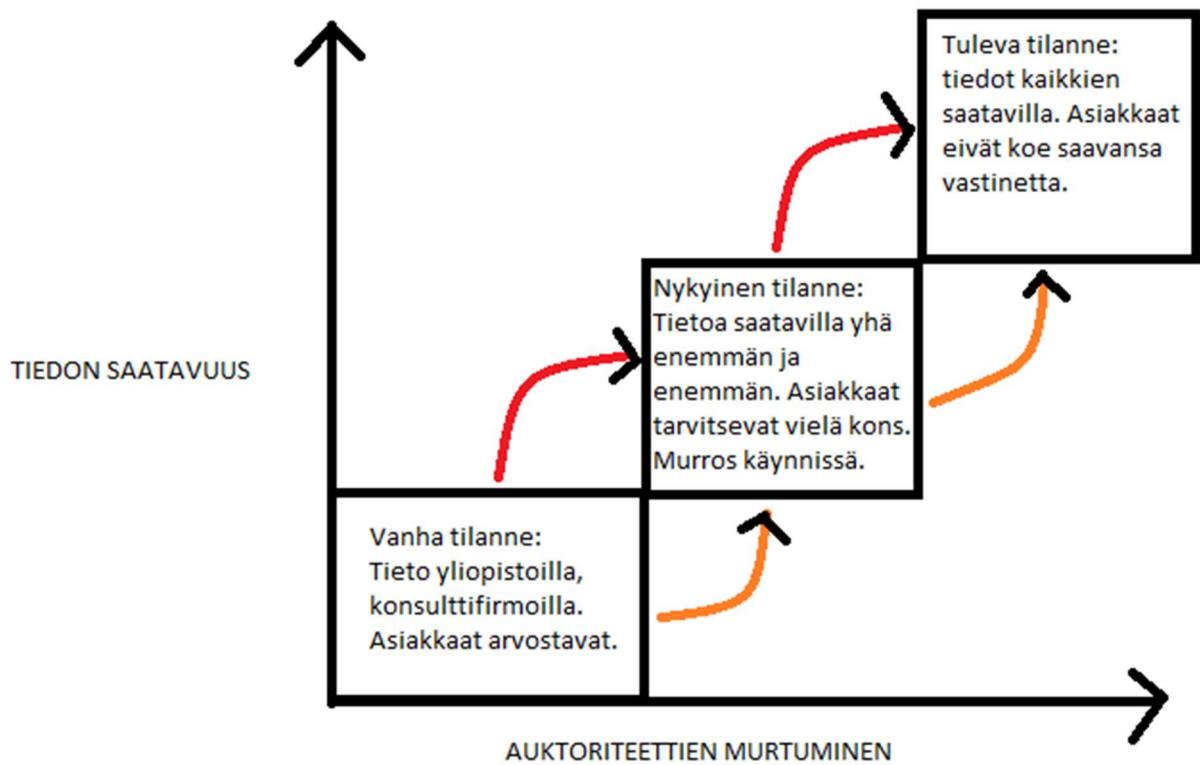 Tuleva tilanne:
tiedot kaikkien
saatavilla. Asiakkaat
eivät koe saavansa
vastinetta.
Nykyinen tilanne:
Tietoa saatavilla yhä
enemmän ja
enemmän. Asiakkaat
tarvitsevat vielä kons.
Murros käynnissä.
TIEDON SAATAVUUS
Vanha tilanne:
Tieto yliopistoilla,
konsulttifirmoilla.
Asiakkaat arvostavat.
AUKTORITEETTIEN MURTUMINEN